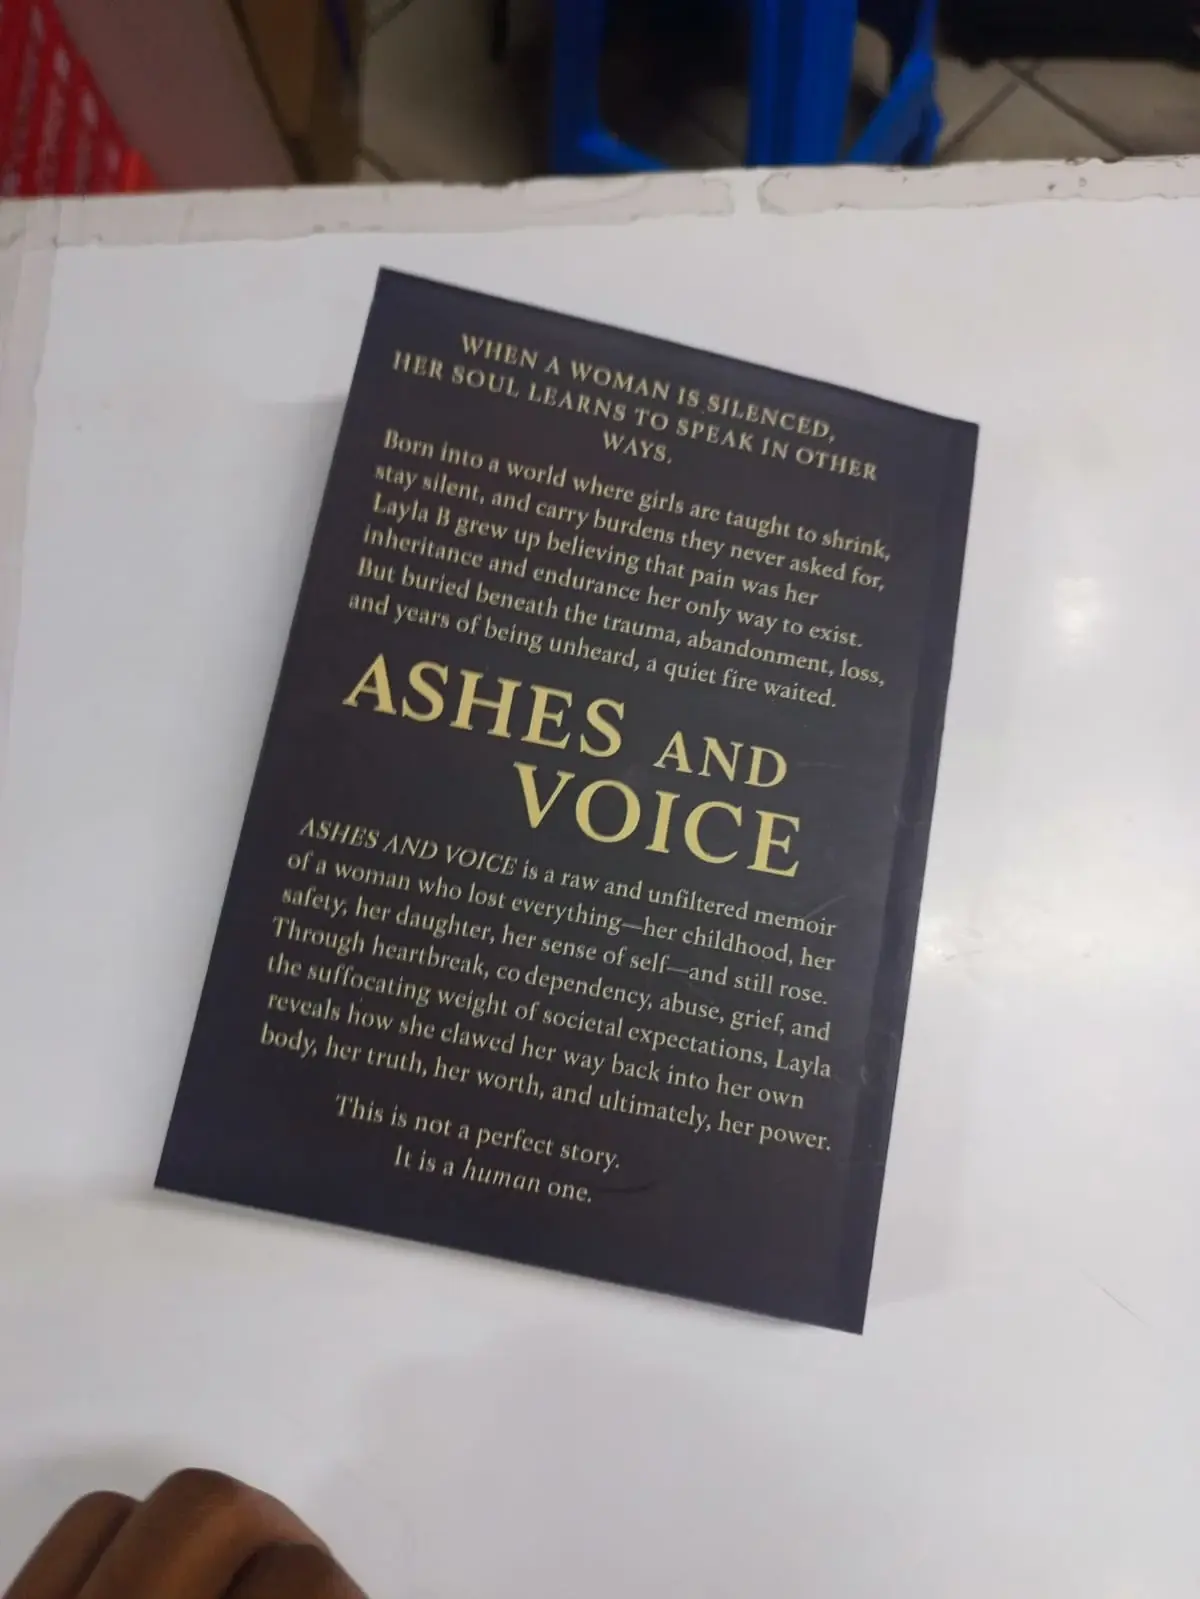 WHEN A WOMAN IS SILENCED,
HER SOUL LEARNS TO SPEAK IN OTHER
WAYS.
Born into a world where girls are taught to shrink,
stay silent, and carry burdens they never asked for,
Layla B grew up believing that pain was her
inheritance and endurance her only way to exist.
But buried beneath the trauma, abandonment, loss,
and years of being unheard, a quiet fire waited.
ASHES AND
VOICE
ASHES AND VOICE is a raw and unfiltered memoir
of a woman who lost everything—her childhood, her
safety, her daughter, her sense of self—and still rose.
Through heartbreak, co dependency, abuse, grief, and
the suffocating weight of societal expectations, Layla
reveals how she clawed her way back into her own
body, her truth, her worth, and ultimately, her power.
This is not a perfect story.
It is a human one.